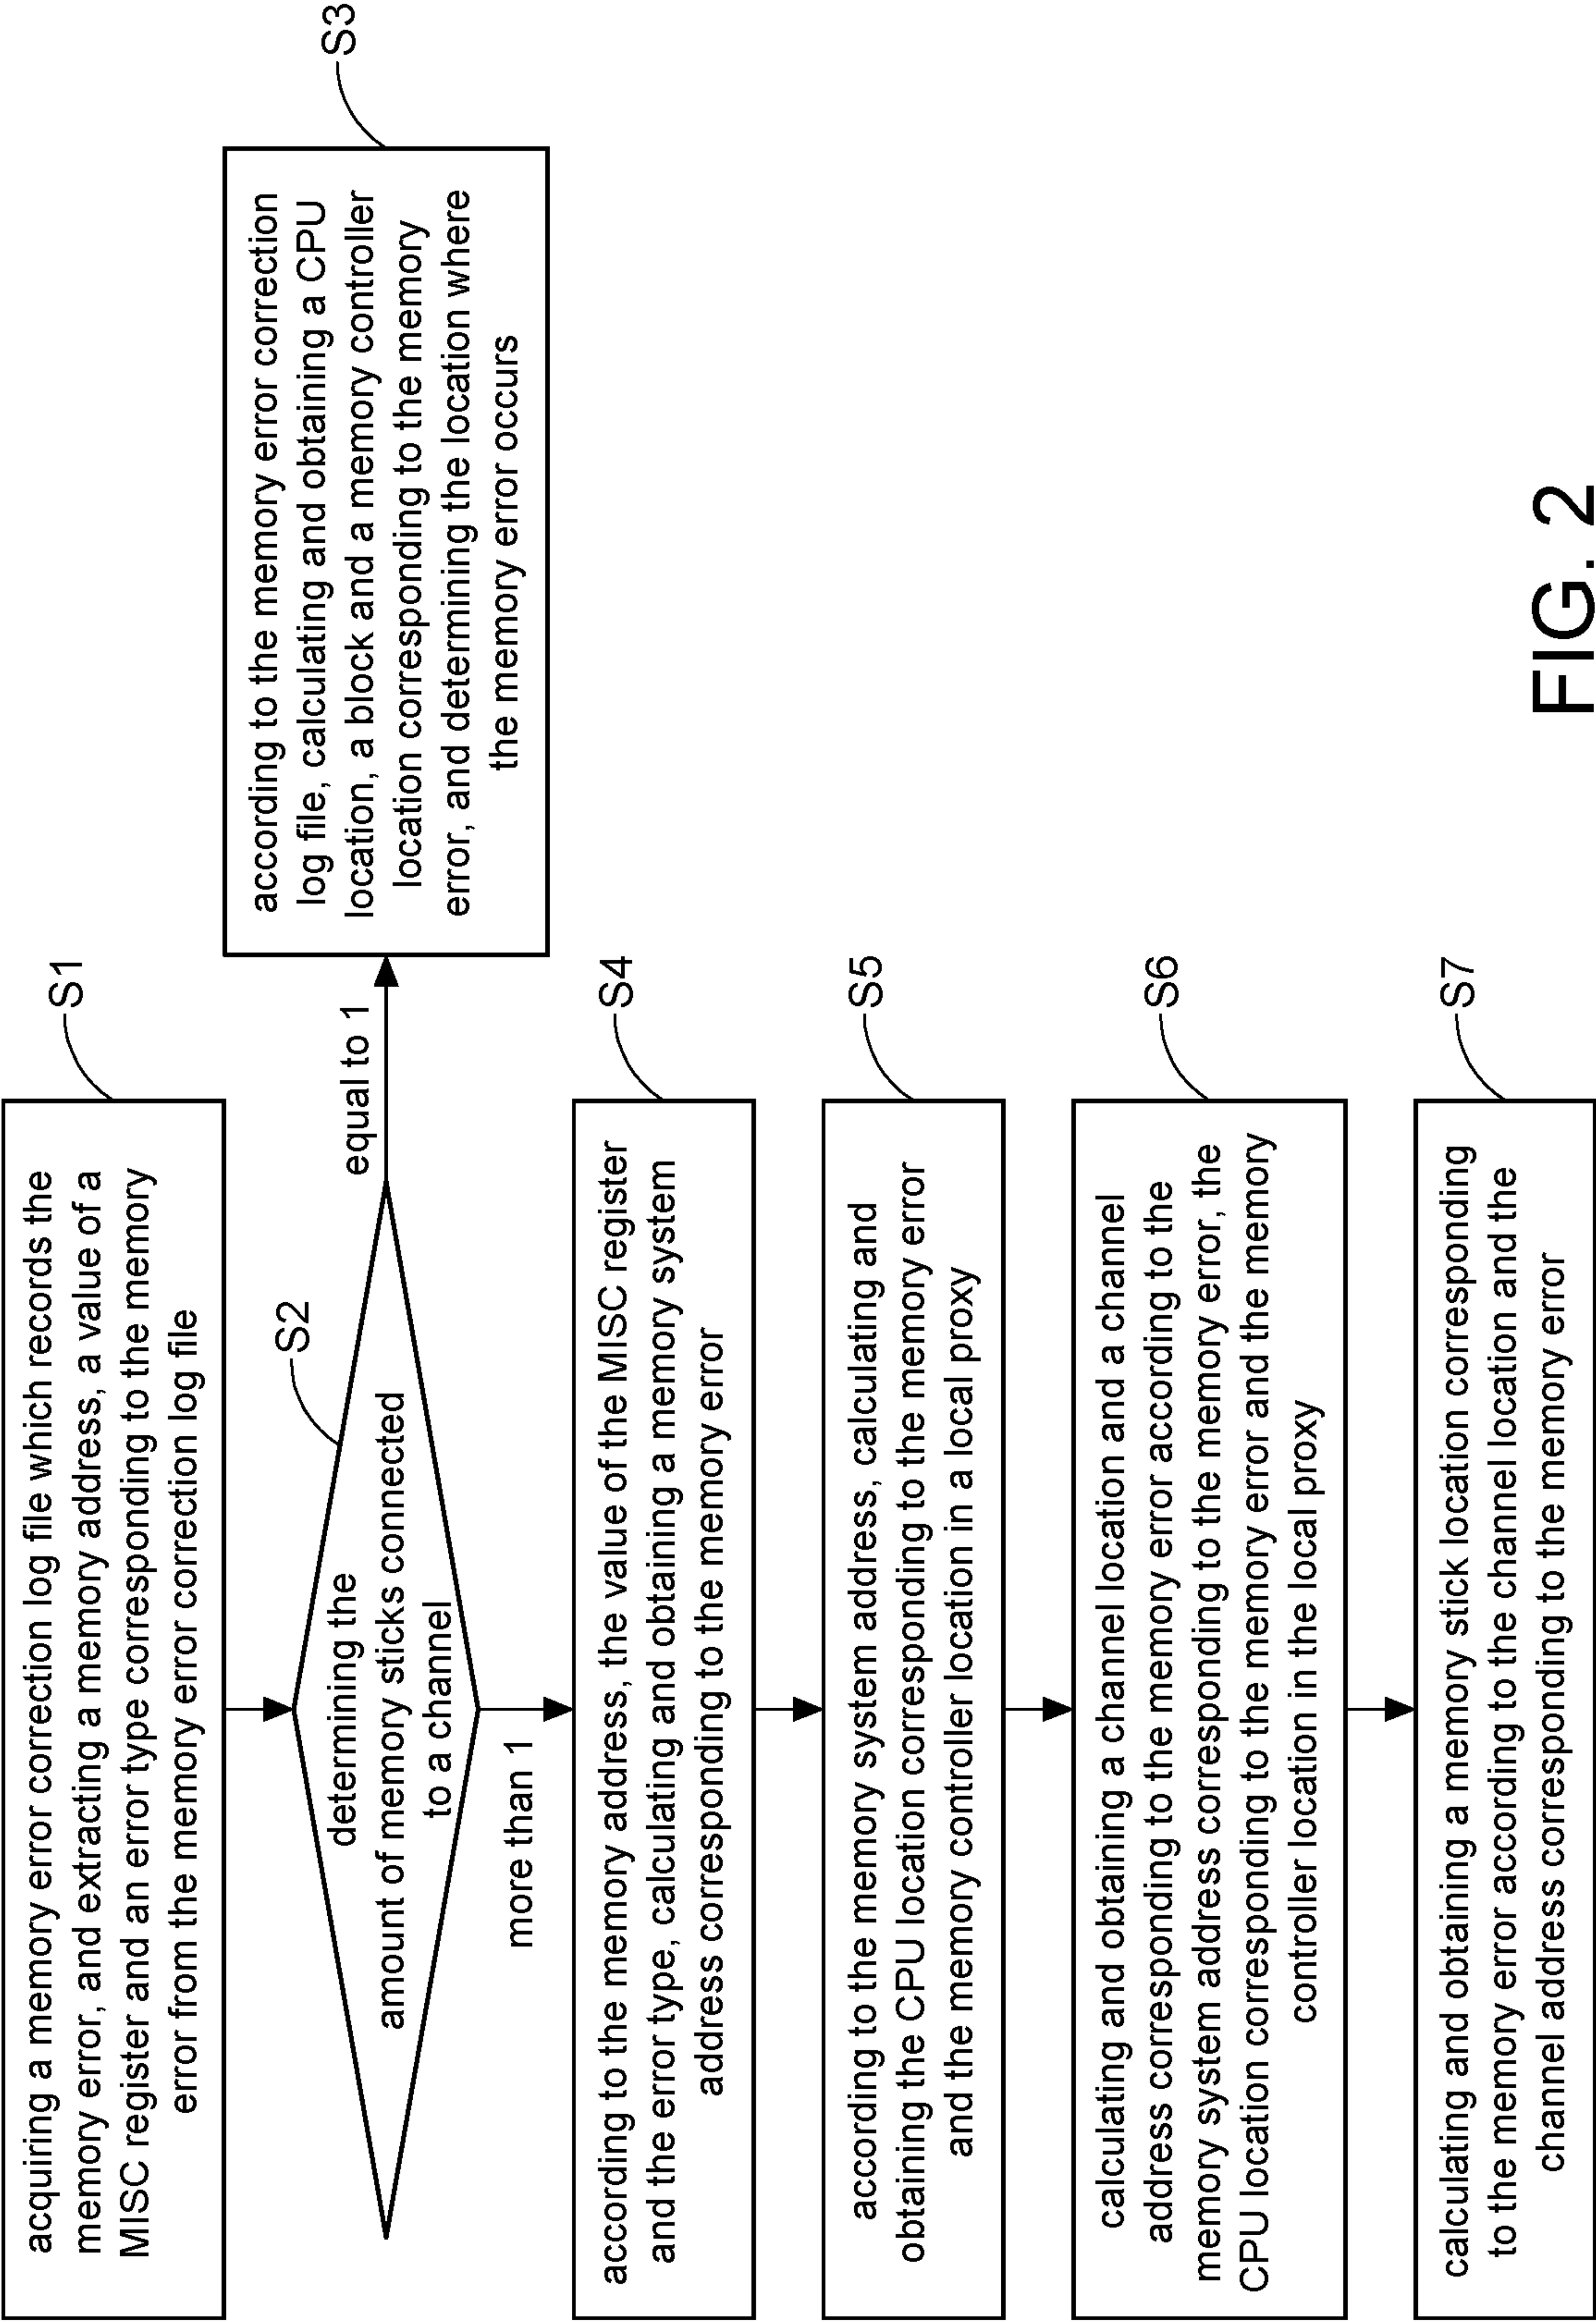 S1
acquiring a memory error correction log file which records the
memory error, and extracting a memory address, a value of a
MISC register and an error type corresponding to the memory
error from the memory error correction log file
S2
determining the
amount of memory sticks connected
to a channel
equal to 1
S3
according to the memory error correction
log file, calculating and obtaining a CPU
location, a block and a memory controller
location corresponding to the memory
error, and determining the location where
the memory error occurs
more than 1
S4
according to the memory address, the value of the MISC register
and the error type, calculating and obtaining a memory system
address corresponding to the memory error
S5
according to the memory system address, calculating and
obtaining the CPU location corresponding to the memory error
and the memory controller location in a local proxy
S6
calculating and obtaining a channel location and a channel
address corresponding to the memory error according to the
memory system address corresponding to the memory error, the
CPU location corresponding to the memory error and the memory
controller location in the local proxy
S7
calculating and obtaining a memory stick location corresponding
to the memory error according to the channel location and the
channel address corresponding to the memory error
FIG. 2